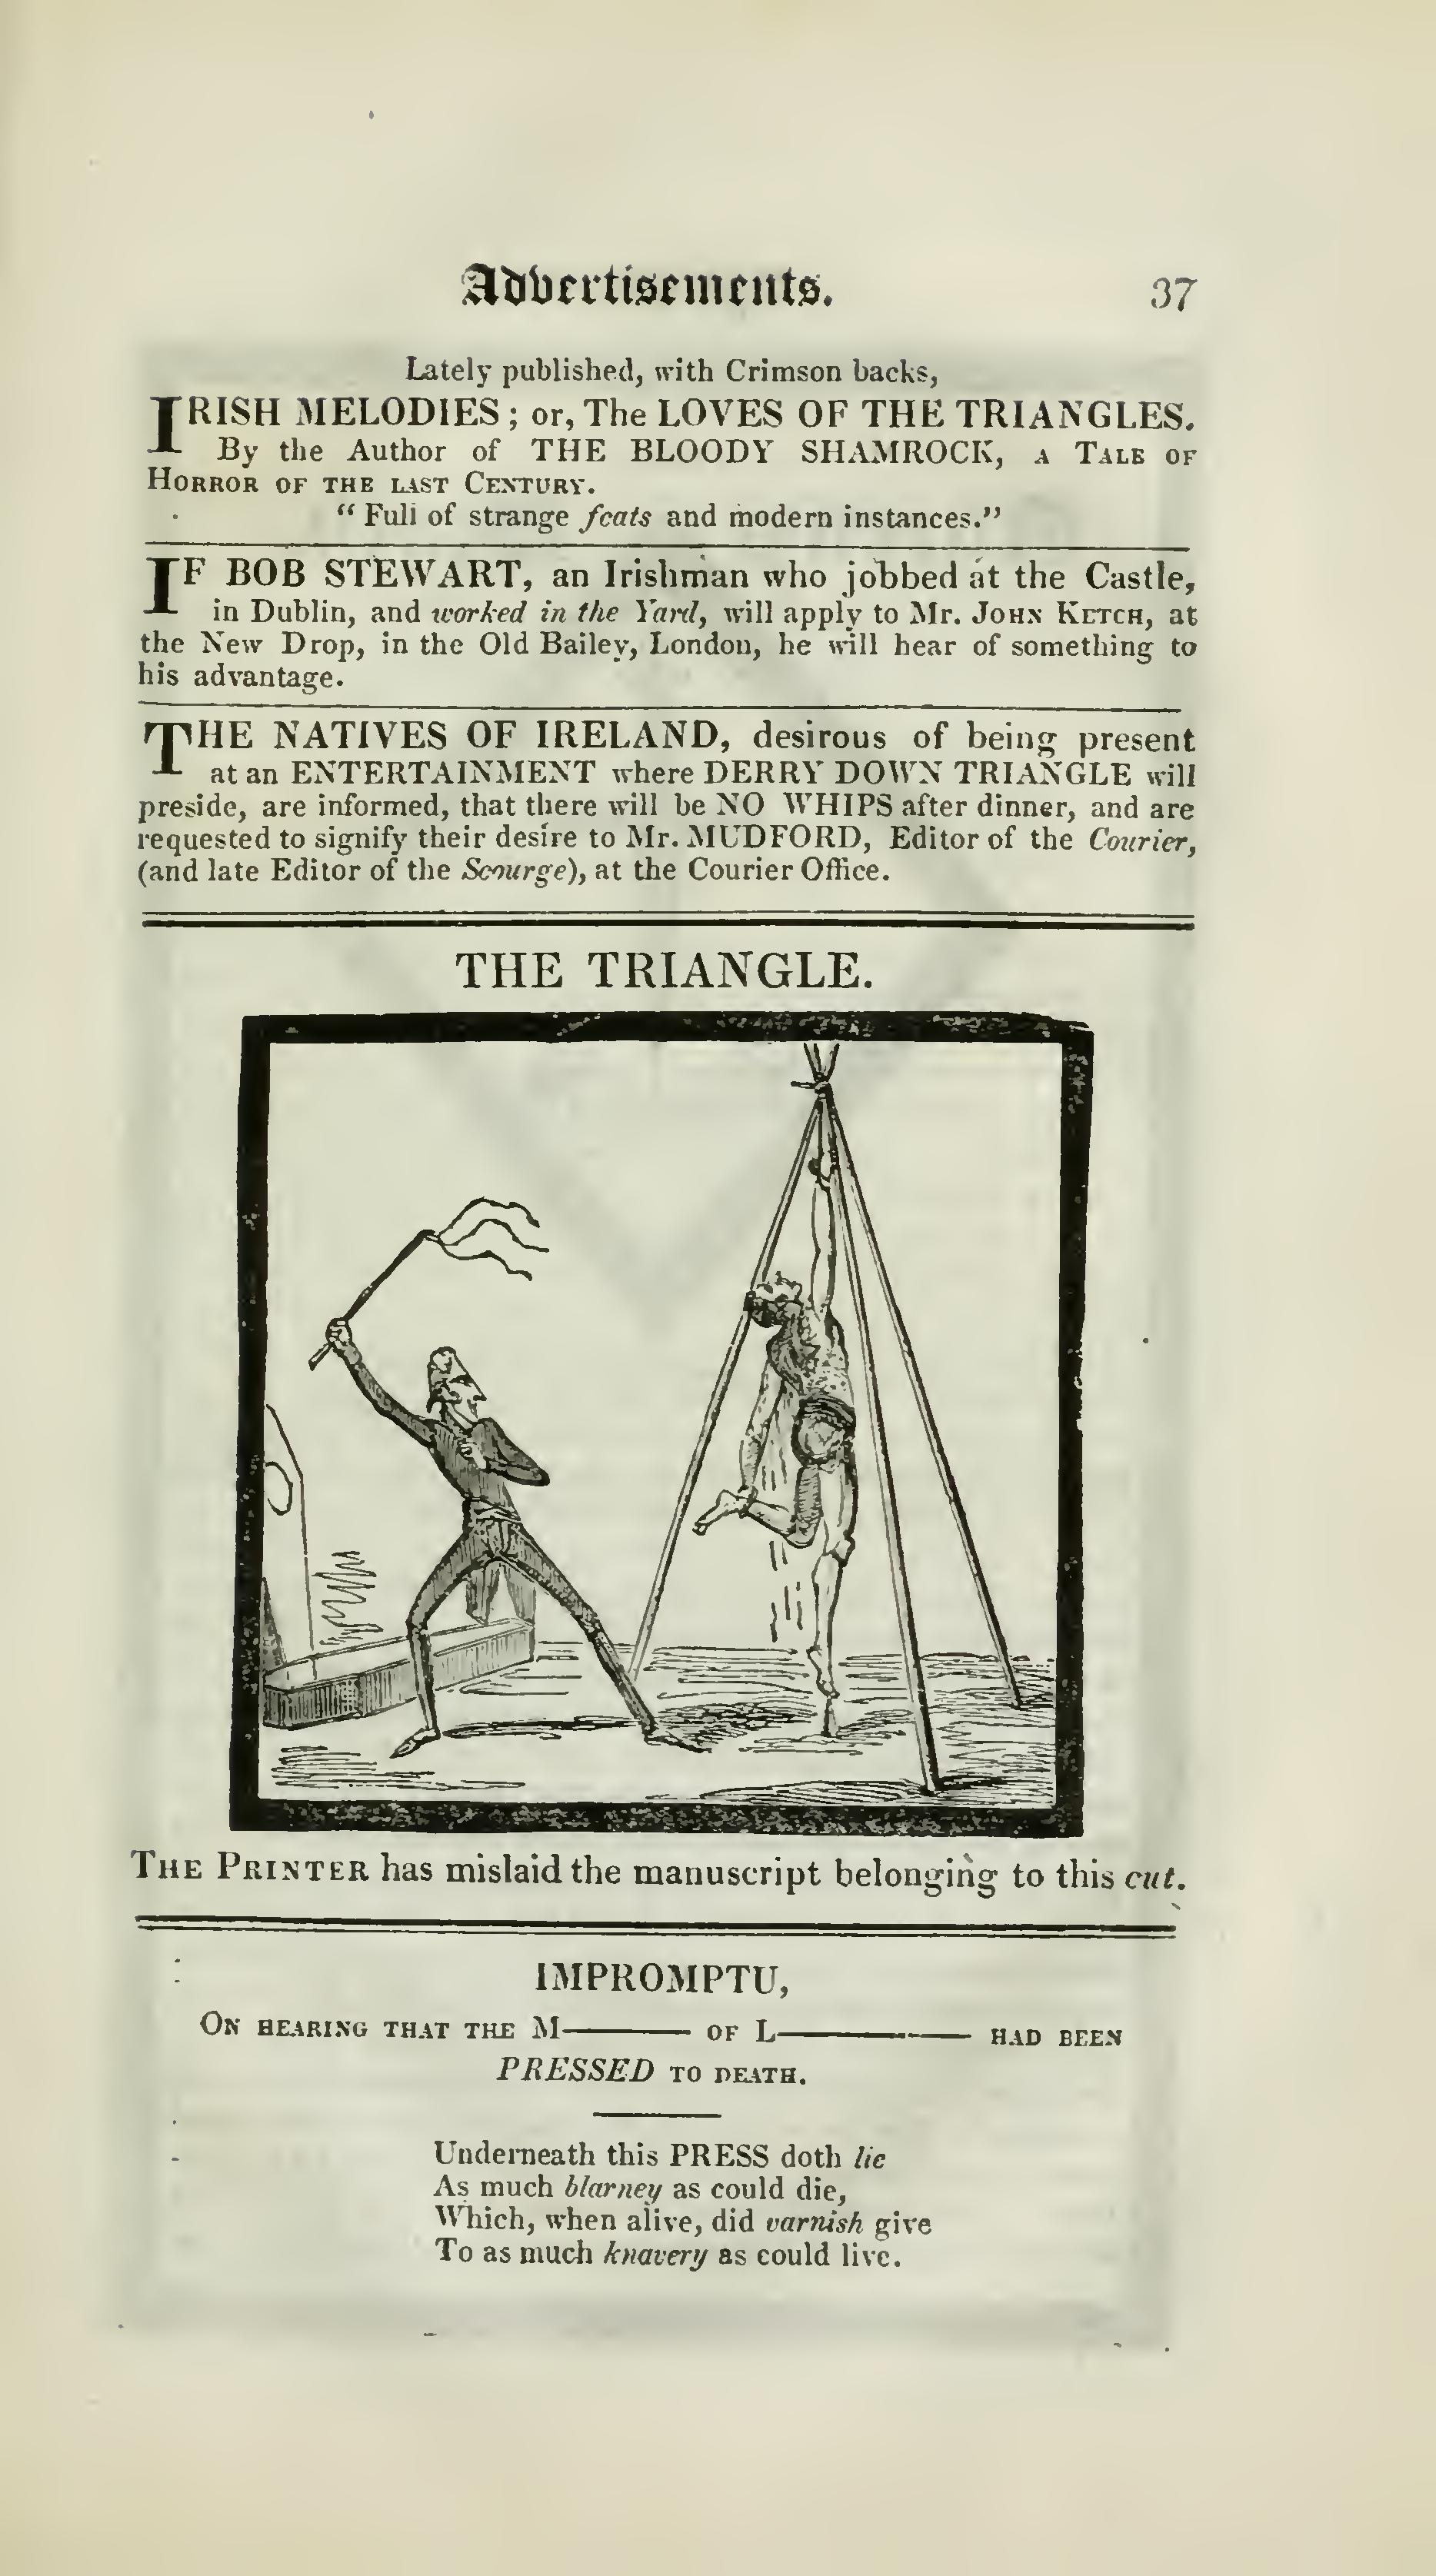 Advertisements. 37
Lately published, with Crimson backs,
IRISH MELODIES; or, The LOVES OF THE TRIANGLES.
By the Author of THE BLOODY SHAMROCK, A TALE OF
HORROR OF THE LAST CENTURY.
“Full of strange feats and modern instances.”
IF BOB STEWART, an Irishman who jobbed at the Castle,
in Dublin, and worked in the Yard, will apply to Mr. JOHN KETCH, at
the New Drop, in the Old Bailey, London, he will hear of something to
his advantage.
THE NATIVES OF IRELAND, desirous of being present
at an ENTERTAINMENT where DERRY DOWN TRIANGLE will
preside, are informed, that there will be NO WHIPS after dinner, and are
requested to signify their desire to Mr. MUDFORD, Editor of the Courier,
(and late Editor of the Scourge), at the Courier Office.
THE TRIANGLE.
THE PRINTER has mislaid the manuscript belonging to this cut.
IMPROMPTU,
ON HEARING THAT THE M—— OF L—— HAD BEEN
PRESSED TO DEATH.
Underneath this PRESS doth lie
As much blarney as could die,
Which, when alive, did varnish give
To as much knavery as could live.